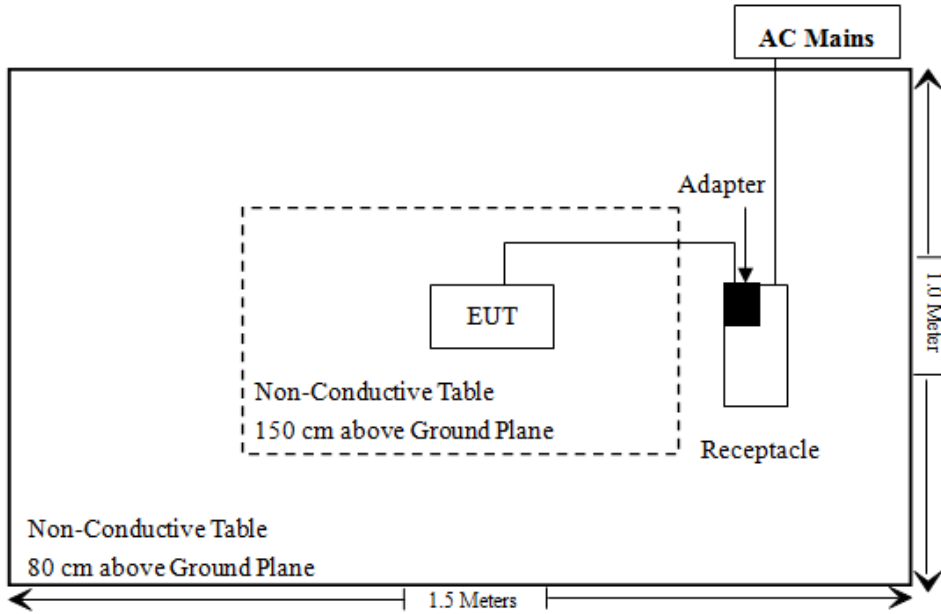 AC Mains
Adapter
EUT
1.0 Meter
Non-Conductive Table
150 cm above Ground Plane
Receptacle
Non-Conductive Table
80 cm above Ground Plane
1.5 Meters